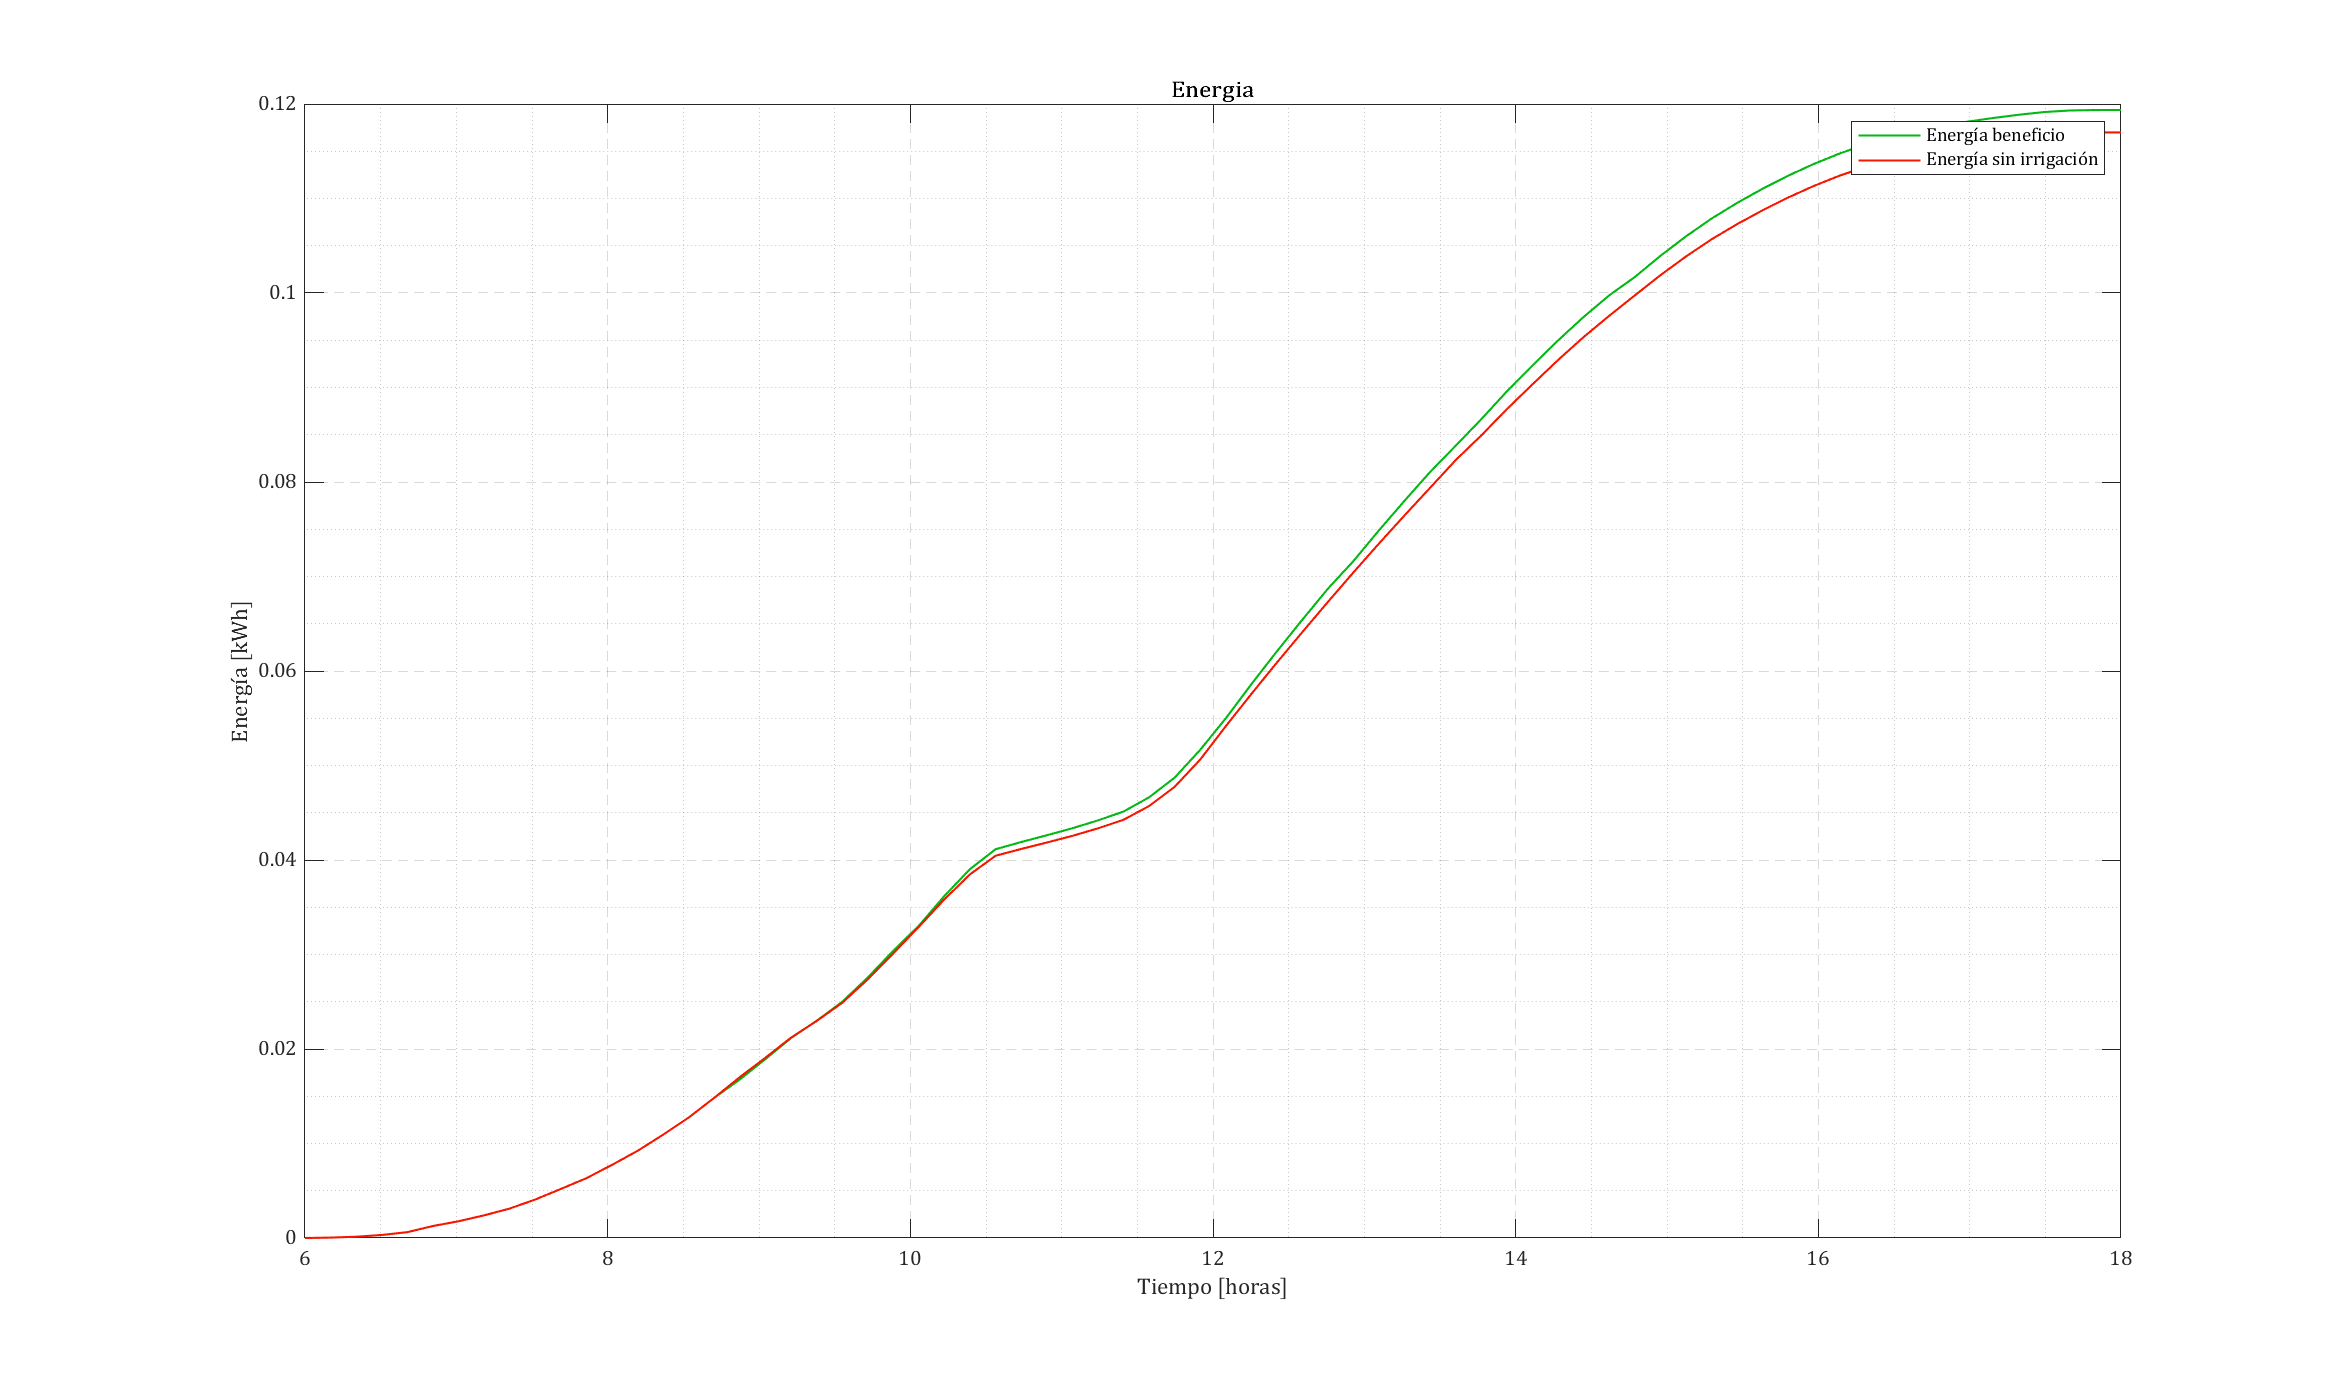 Energia
0.12
0.1
0.08
0.06
0.04
0.02
0
Energía [kWh]
Energía beneficio
Energía sin irrigación
6 8 10 12 14 16 18
Tiempo [horas]